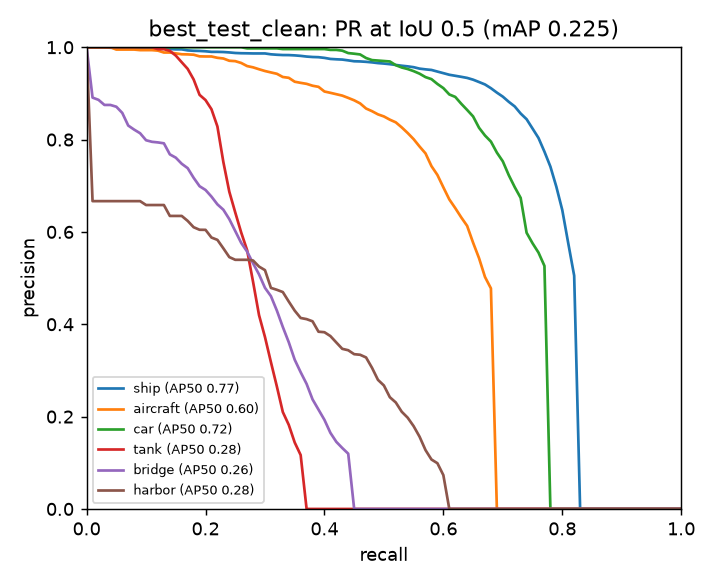 best_test_clean: PR at IoU 0.5 (mAP 0.225)
precision
1.0
0.8
0.6
0.4
0.2
0.0
ship (AP50 0.77)
aircraft (AP50 0.60)
car (AP50 0.72)
tank (AP50 0.28)
bridge (AP50 0.26)
harbor (AP50 0.28)
0.0 0.2 0.4 0.6 0.8 1.0
recall